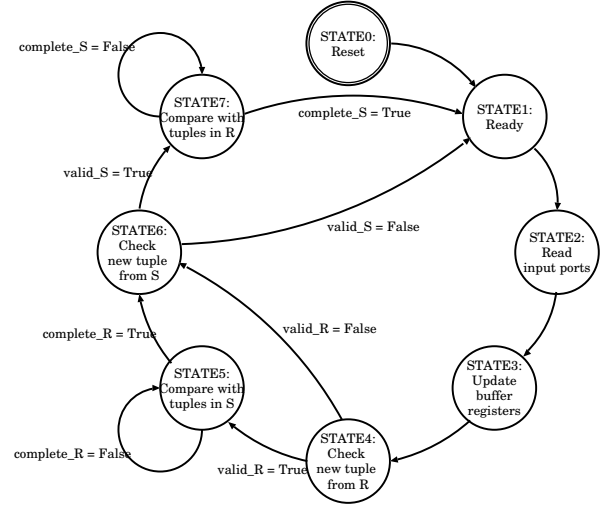 STATE0:
Reset
complete_S = False
STATE7:
Compare with
tuples in R
complete_S = True
STATE1:
Ready
valid_S = True
STATE6:
Check
new tuple
from S
valid_S = False
STATE2:
Read
input ports
valid_R = False
complete_R = True
STATE5:
Compare with
tuples in S
STATE3:
Update
buffer
registers
complete_R = False
valid_R = True
STATE4:
Check
new tuple
from R